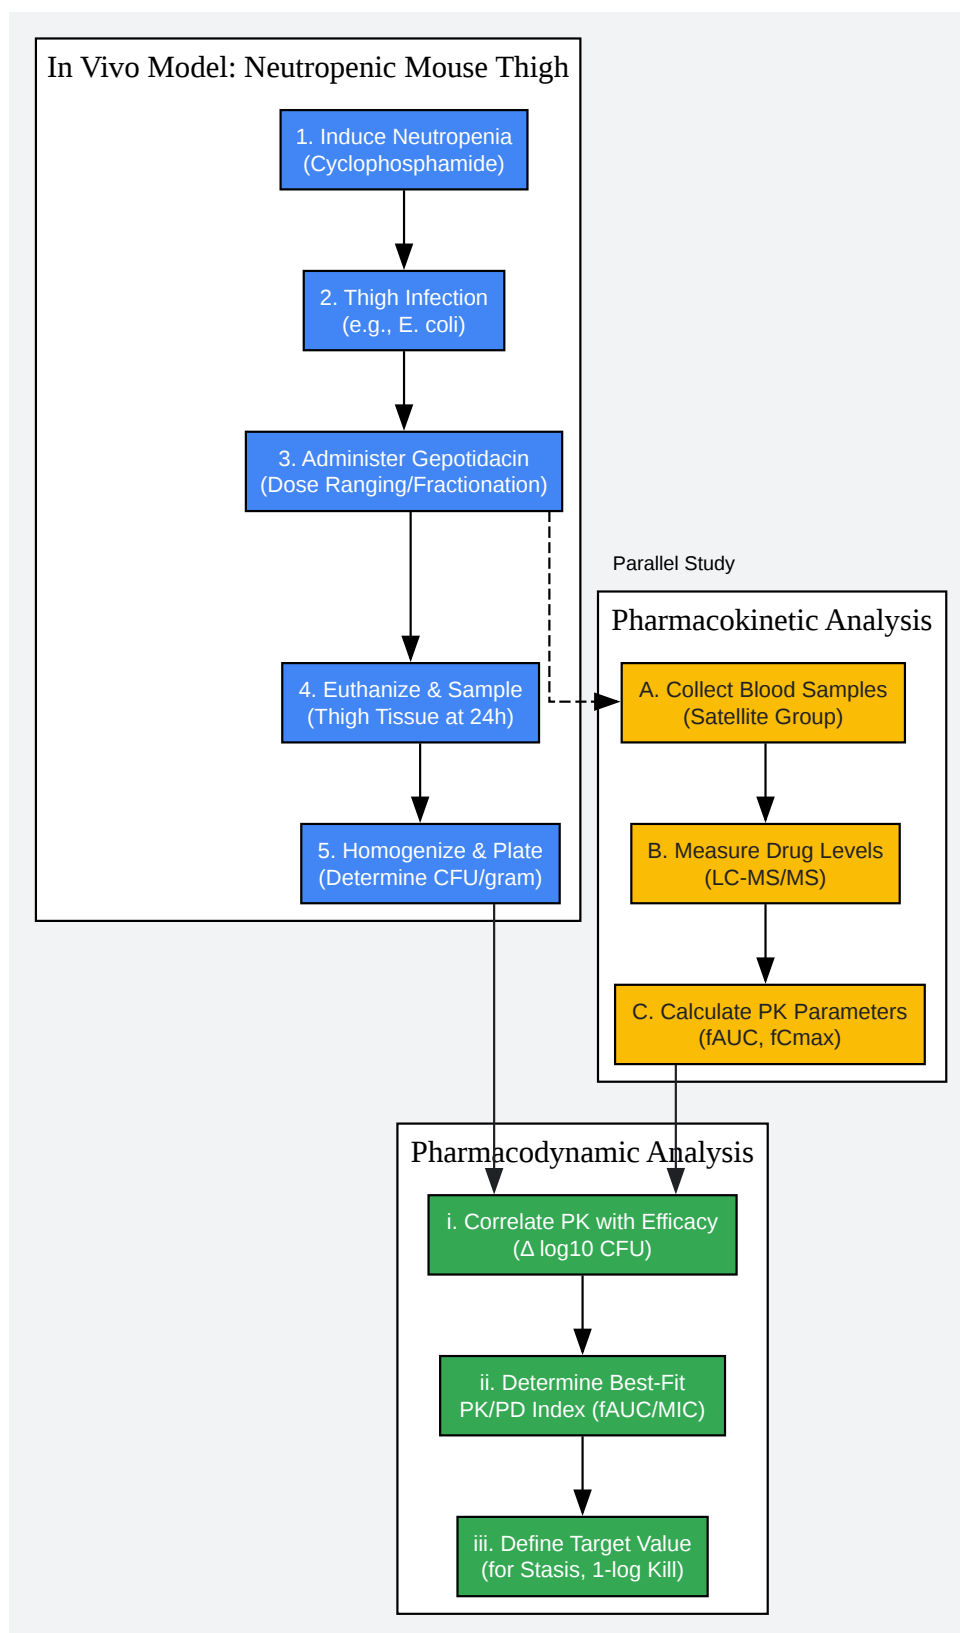 In Vivo Model: Neutropenic Mouse Thigh
1. Induce Neutropenia
(Cyclophosphamide)
2. Thigh Infection
(e.g., E. coli)
3. Administer Gepotidacin
(Dose Ranging/Fractionation)
4. Euthanize & Sample
(Thigh Tissue at 24h)
5. Homogenize & Plate
(Determine CFU/gram)
Parallel Study
Pharmacokinetic Analysis
A. Collect Blood Samples
(Satellite Group)
B. Measure Drug Levels
(LC-MS/MS)
C. Calculate PK Parameters
(fAUC, fCmax)
Pharmacodynamic Analysis
i. Correlate PK with Efficacy
(Δ log10 CFU)
ii. Determine Best-Fit
PK/PD Index (fAUC/MIC)
iii. Define Target Value
(for Stasis, 1-log Kill)